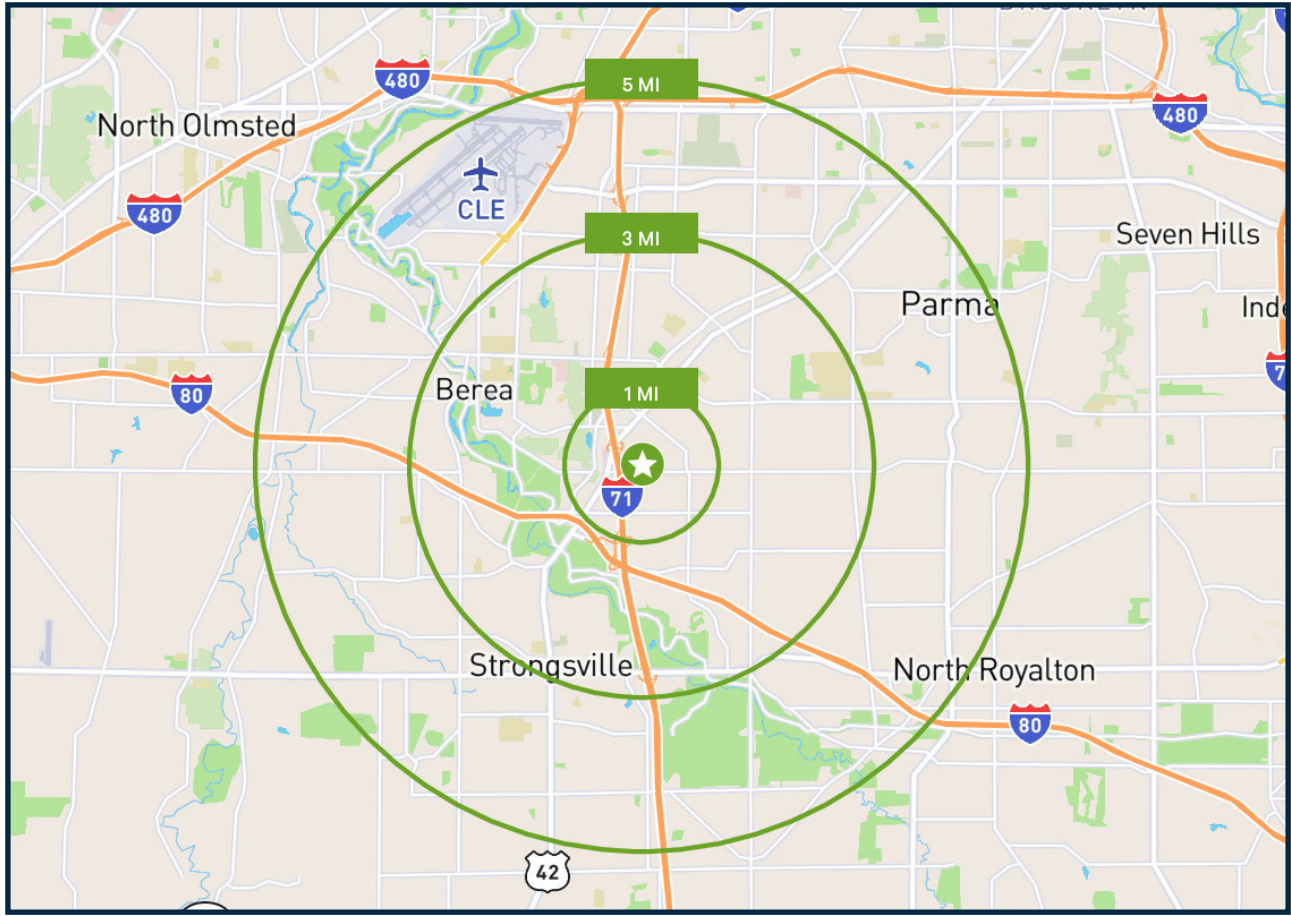 480
5 MI
480
North Olmsted
CLE
480
3 MI
Seven Hills
Parma
80
Berea
1 MI
71
Strongsville
North Royalton
80
42